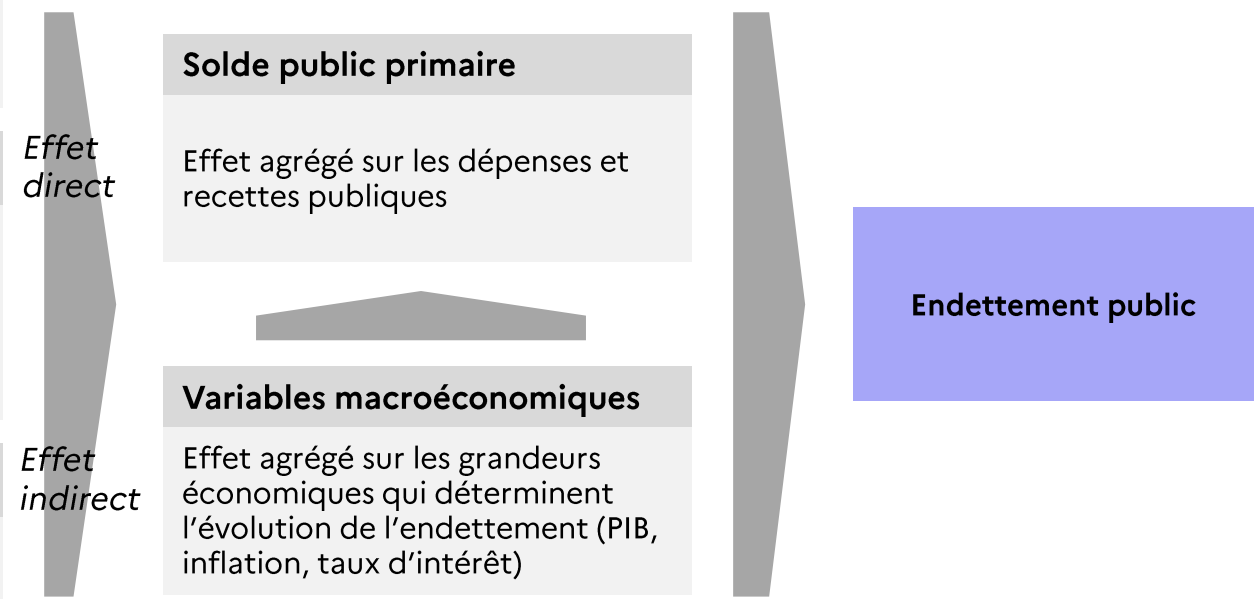 Effet
direct
Solde public primaire
Effet agrégé sur les dépenses et
recettes publiques
Effet
indirect
Variables macroéconomiques
Effet agrégé sur les grandeurs
économiques qui déterminent
l’évolution de l’endettement (PIB,
inflation, taux d’intérêt)
Endettement public